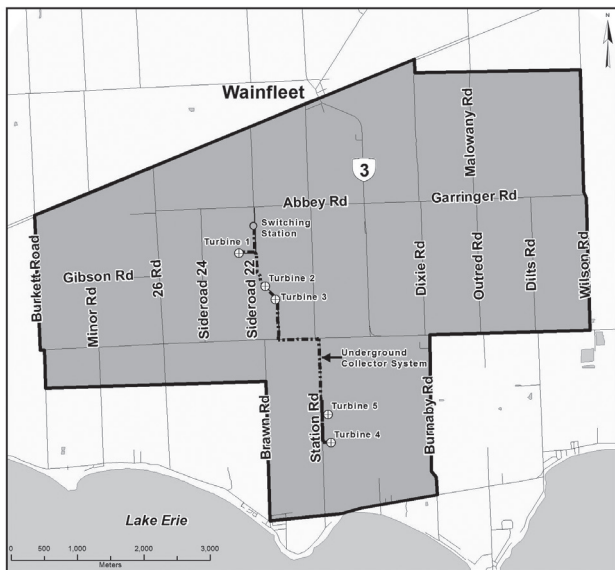 N
Wainfleet
Malowany Rd
3
Abbey Rd
Garringer Rd
Switching
Station
Turbine 1
Burkett Road
Gibson Rd
Minor Rd
26 Rd
Sideroad 24
Sideroad 22
Turbine 2
Turbine 3
Dixie Rd
Outred Rd
Dilts Rd
Wilson Rd
Underground
Collector System
Brawn Rd
Station Rd
Turbine 5
Turbine 4
Burnaby Rd
Lake Erie
0 500 1,000 2,000 3,000
Meters